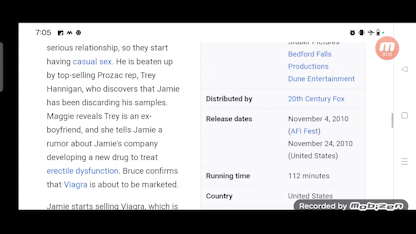 7:05
serious relationship, so they start
having casual sex. He is beaten up
by top-selling Prozac rep, Trey
Hannigan, who discovers that Jamie
has been discarding his samples.
Maggie reveals Trey is an ex-
boyfriend, and she tells Jamie a
rumor about Jamie's company
developing a new drug to treat
erectile dysfunction. Bruce confirms
that Viagra is about to be marketed.
Jamie starts selling Viagra, which is
Stuber Pictures
Bedford Falls
Productions
Dune Entertainment
Distributed by
20th Century Fox
Release dates
November 4, 2010
(AFI Fest)
November 24, 2010
(United States)
Running time
112 minutes
Country
United States
Recorded by
Mobizen